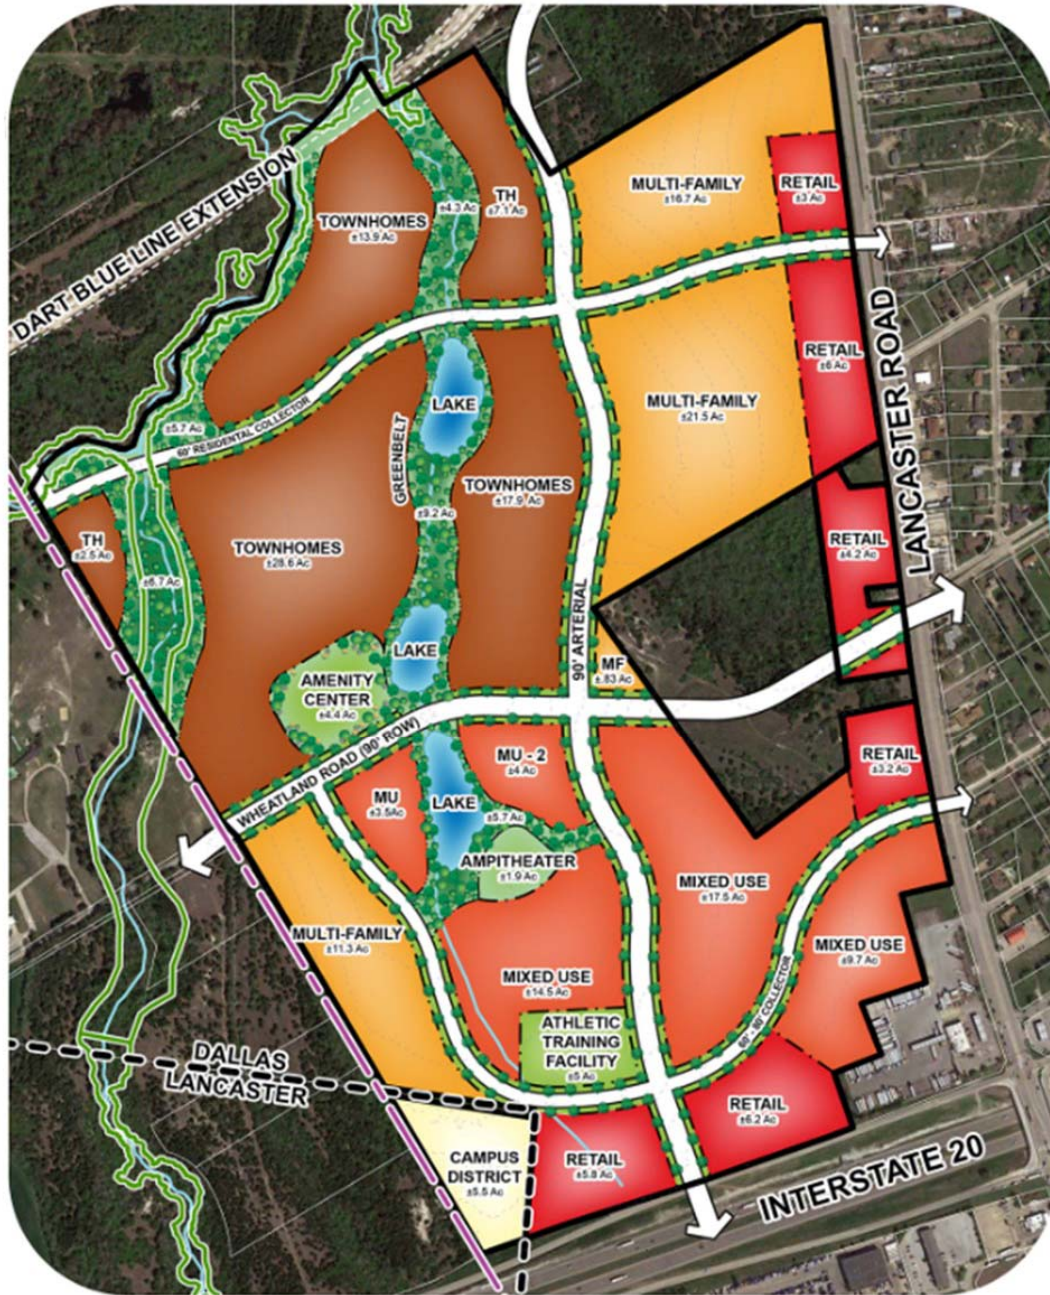 MULTI-FAMILY
±16.7 Ac
RETAIL
±3 Ac
DART BLUE LINE EXTENSION
TOWNHOMES
±13.9 Ac
±4.3 Ac
TH
±7.1 Ac
RETAIL
±6 Ac
LANCASTER ROAD
MULTI-FAMILY
±21.5 Ac
LAKE
±5.7 Ac
60' RESIDENTAL COLLECTOR
GREENBELT
±9.2 Ac
TOWNHOMES
±17.9 Ac
TH
±2.5 Ac
TOWNHOMES
±28.6 Ac
RETAIL
±4.2 Ac
±6.7 Ac
90' ARTERIAL
LAKE
MF
±.83 Ac
AMENITY
CENTER
±4.4 Ac
WHEATLAND ROAD (90' ROW)
MU - 2
±4 Ac
RETAIL
±3.2 Ac
MU
±3.5Ac
LAKE
±5.7 Ac
AMPITHEATER
±1.9 Ac
MIXED USE
±17.5 Ac
MULTI-FAMILY
±11.3 Ac
MIXED USE
±9.7 Ac
MIXED USE
±14.5 Ac
60' - 80' COLLECTOR
ATHLETIC
TRAINING
FACILITY
±5 Ac
DALLAS
LANCASTER
RETAIL
±6.2 Ac
CAMPUS
DISTRICT
±5.5 Ac
RETAIL
±5.8 Ac
INTERSTATE 20